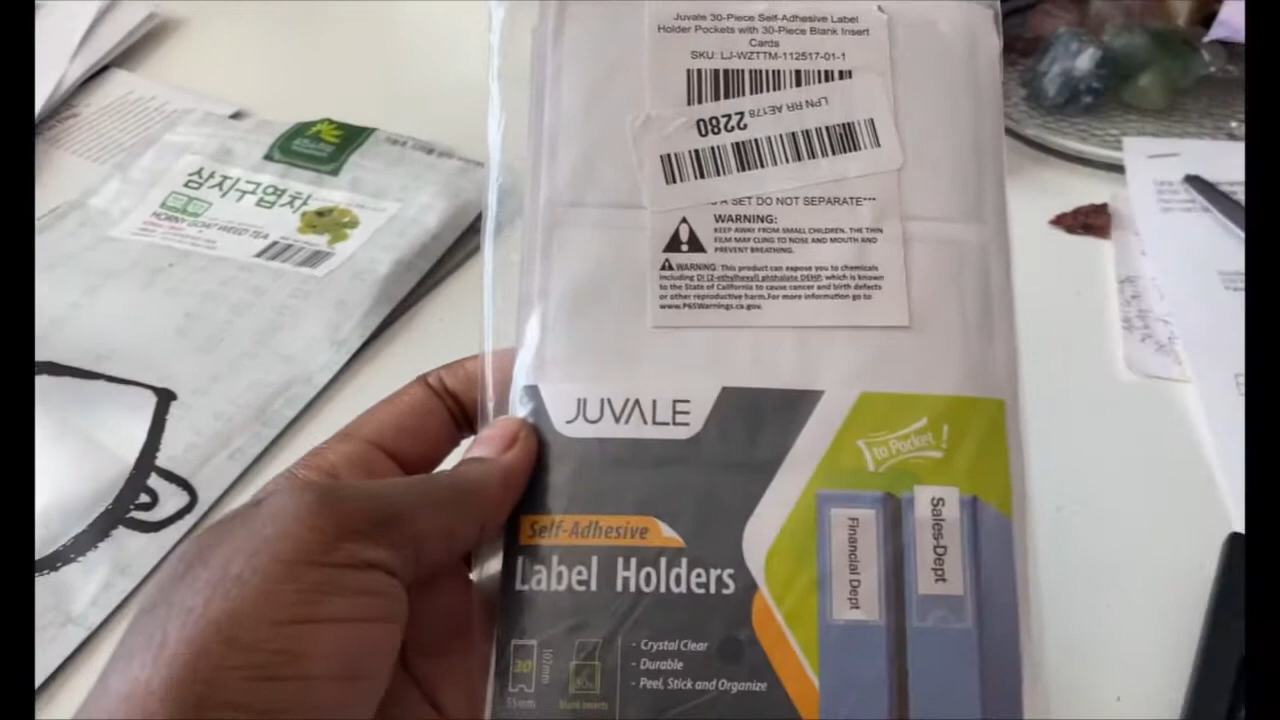 Juvale 30-Piece Self-Adhesive Label
Holder Pockets with 30-Piece Blank Insert
Cards
SKU: LJ-WZTTM-112517-01-1
LPN RR AE178
2280
A SET DO NOT SEPARATE***
WARNING:
KEEP AWAY FROM SMALL CHILDREN. THE THIN
FILM MAY CLING TO NOSE AND MOUTH AND
PREVENT BREATHING.
WARNING: This product can expose you to chemicals
including Di (2-ethylhexyl) phthalate DEHP, which is known
to the State of California to cause cancer and birth defects
or other reproductive harm.For more information go to
www.P65Warnings.ca.gov.
삼지구엽차
HORNY GOAT WEED TEA
JUVALE
to Pocket!
Self-Adhesive
Label Holders
Financial Dept
Sales-Dept
30
102mm
55mm
30x
blank inserts
- Crystal Clear
- Durable
- Peel, Stick and Organize